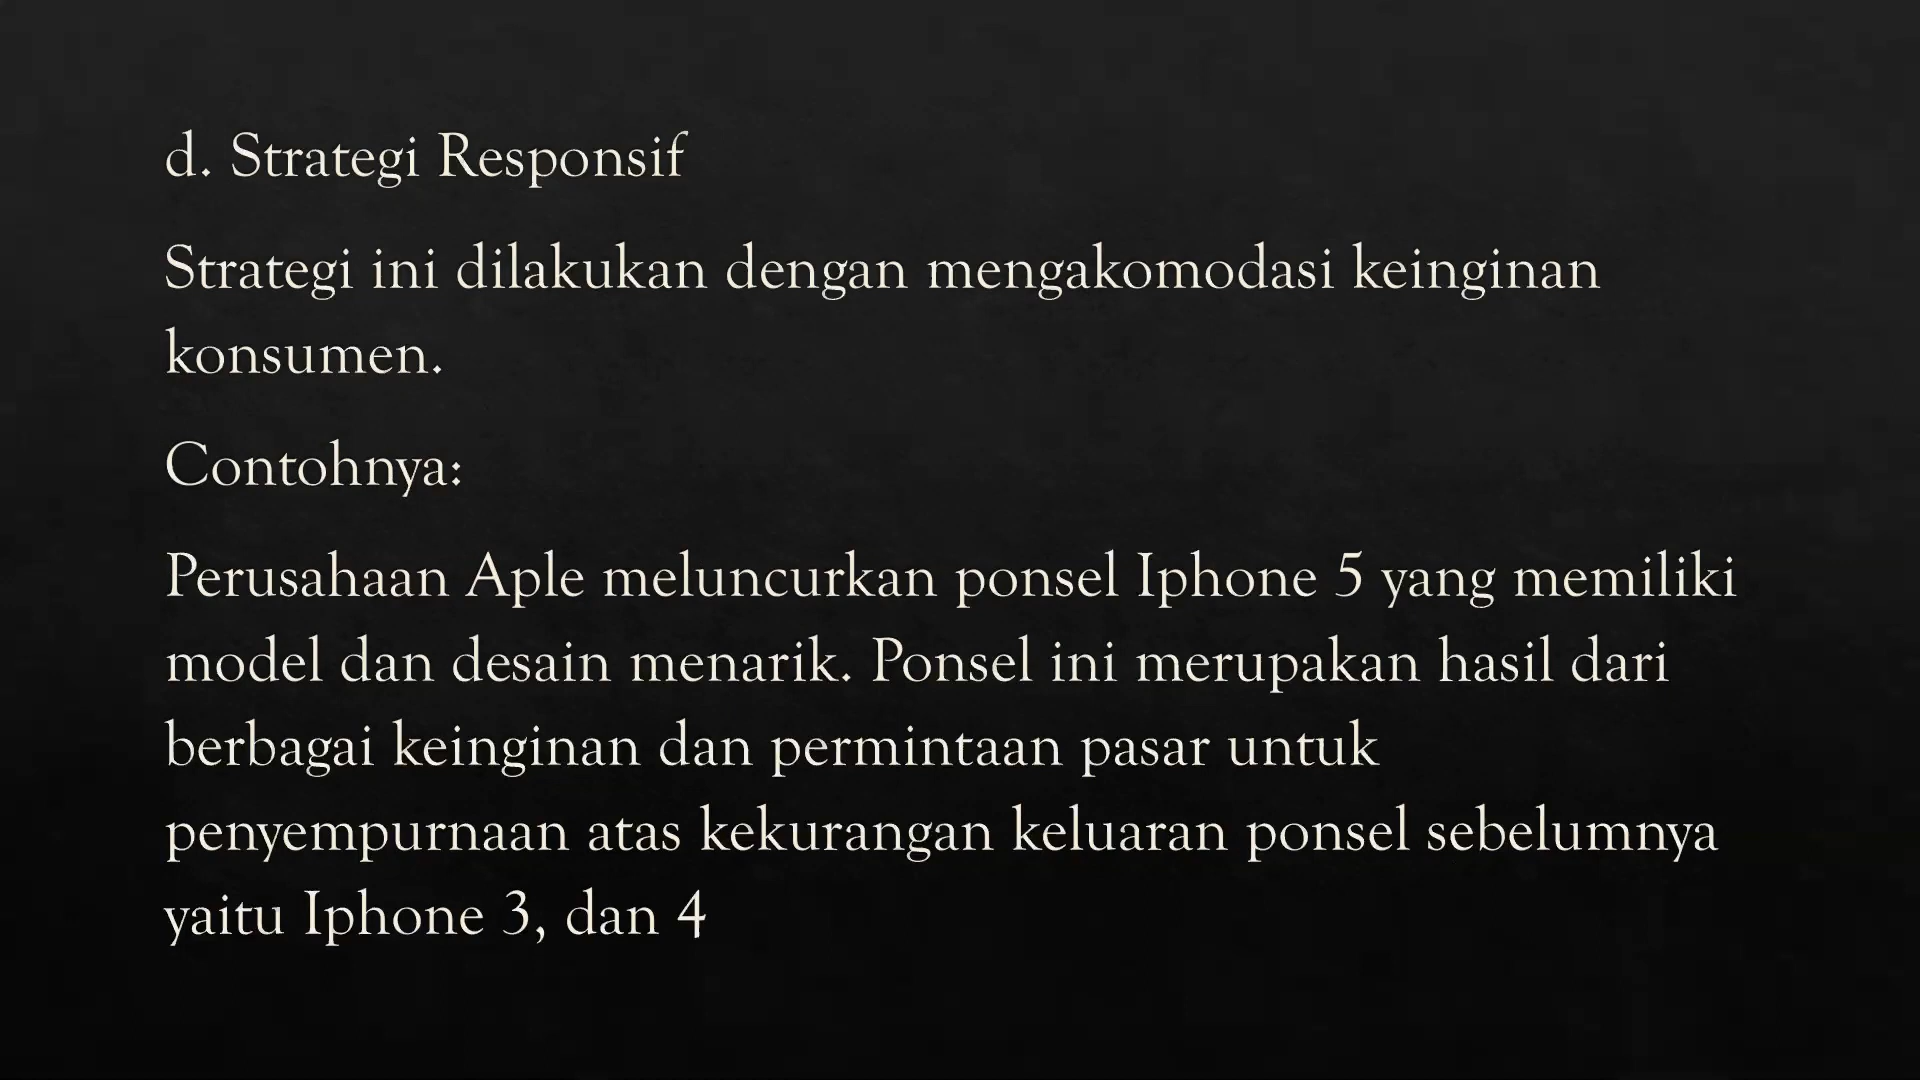 d. Strategi Responsif
Strategi ini dilakukan dengan mengakomodasi keinginan
konsumen.
Contohnya:
Perusahaan Aple meluncurkan ponsel Iphone 5 yang memiliki
model dan desain menarik. Ponsel ini merupakan hasil dari
berbagai keinginan dan permintaan pasar untuk
penyempurnaan atas kekurangan keluaran ponsel sebelumnya
yaitu Iphone 3, dan 4